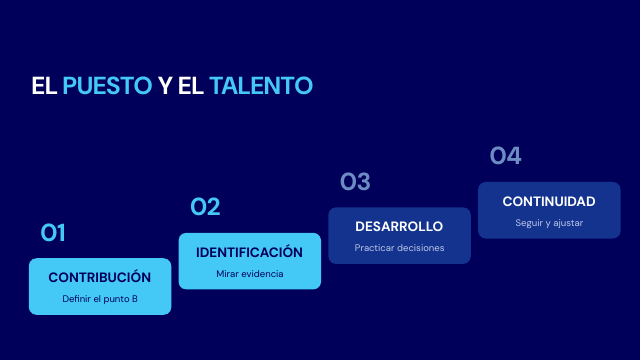 EL PUESTO Y EL TALENTO
01
CONTRIBUCIÓN
Definir el punto B
02
IDENTIFICACIÓN
Mirar evidencia
03
DESARROLLO
Practicar decisiones
04
CONTINUIDAD
Seguir y ajustar